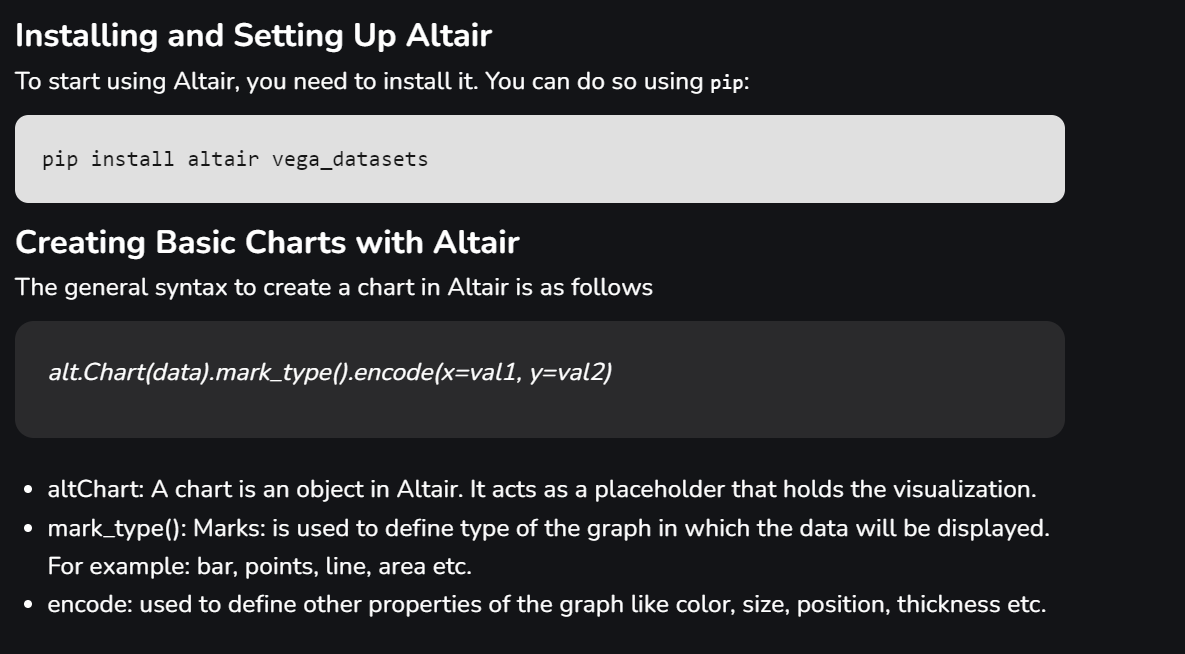 Installing and Setting Up Altair
To start using Altair, you need to install it. You can do so using pip:
pip install altair vega_datasets
Creating Basic Charts with Altair
The general syntax to create a chart in Altair is as follows
alt.Chart(data).mark_type().encode(x=val1, y=val2)
• altChart: A chart is an object in Altair. It acts as a placeholder that holds the visualization.
• mark_type(): Marks: is used to define type of the graph in which the data will be displayed.
For example: bar, points, line, area etc.
• encode: used to define other properties of the graph like color, size, position, thickness etc.